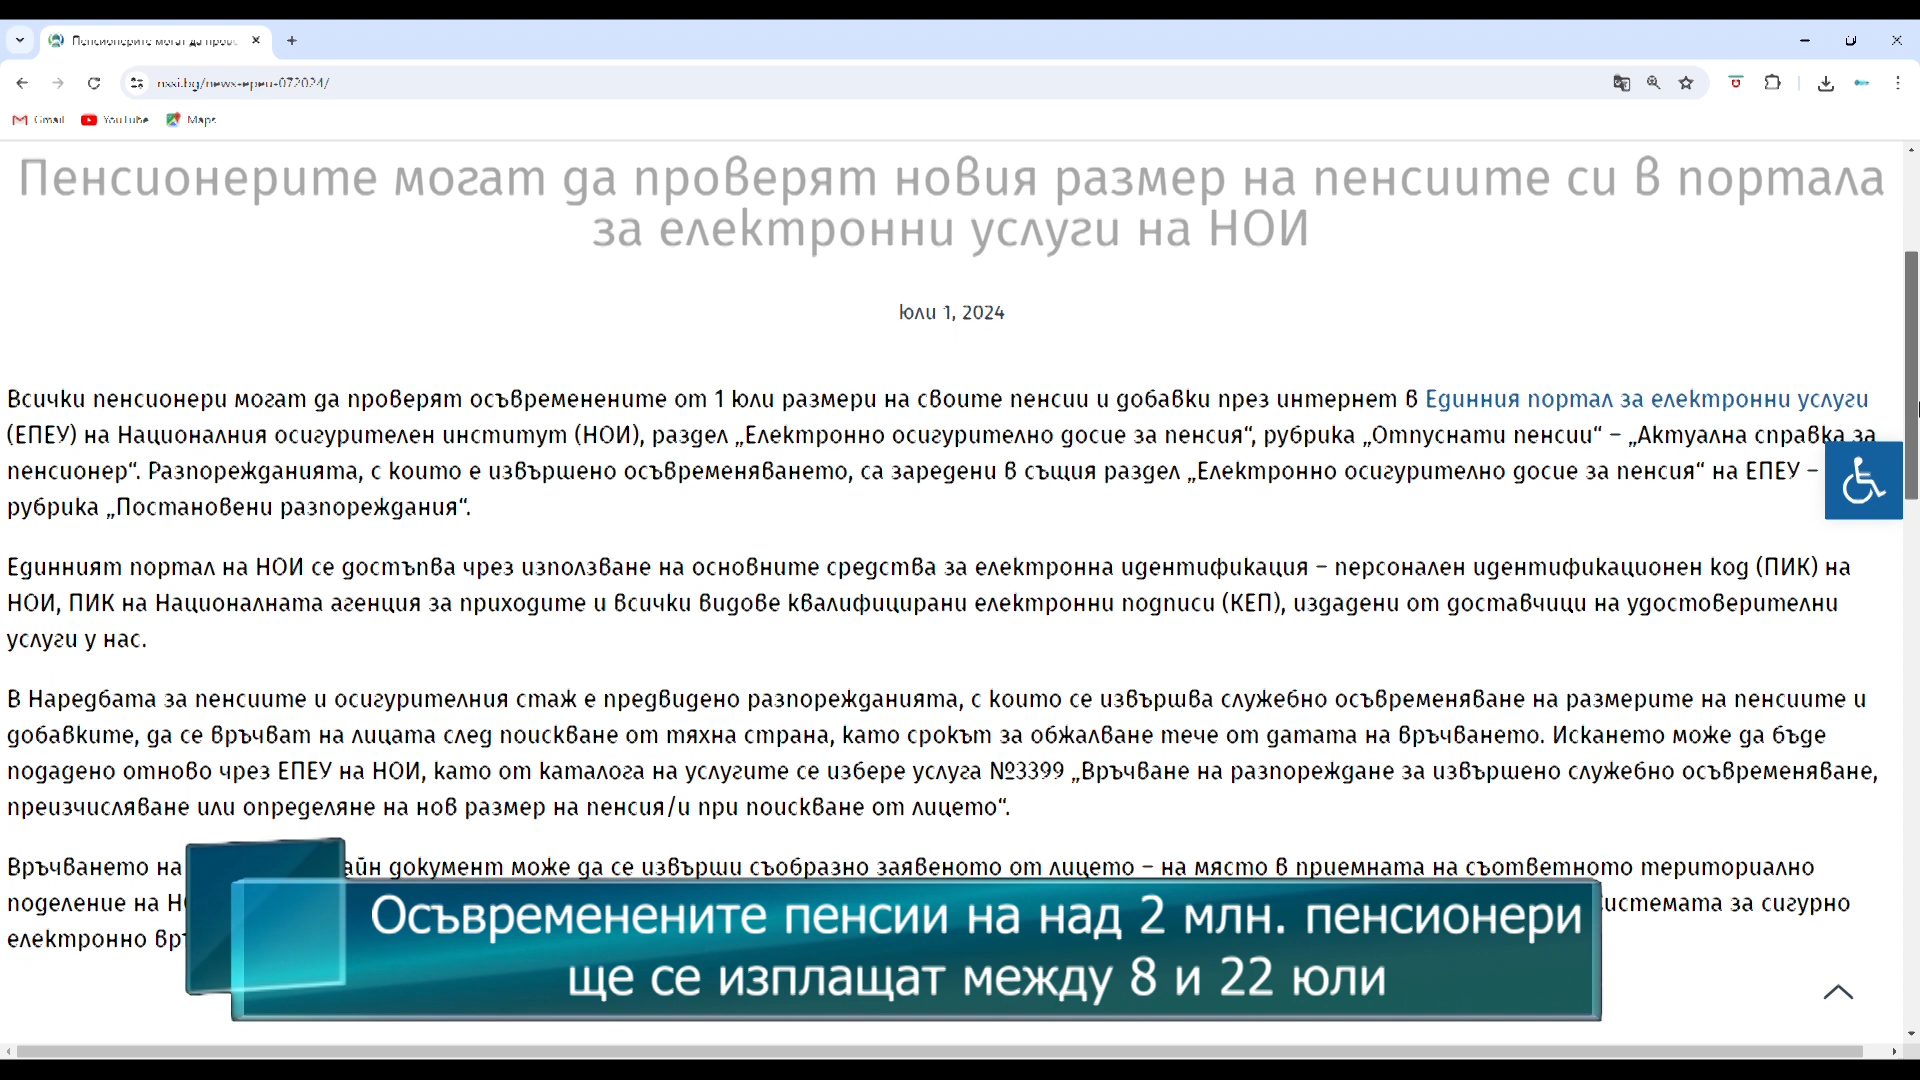 Пенсионерите могат да прове
nssi.bg/news-epeu-072024/
Gmail YouTube Maps
Пенсионерите могат да проверят новия размер на пенсиите си в портала
за електронни услуги на НОИ
юли 1, 2024
Всички пенсионери могат да проверят осъвременените от 1 юли размери на своите пенсии и добавки през интернет в Единния портал за електронни услуги
(ЕПЕУ) на Националния осигурителен институт (НОИ), раздел „Електронно осигурително досие за пенсия“, рубрика „Отпуснати пенсии“ – „Актуална справка за
пенсионер“. Разпорежданията, с които е извършено осъвременяването, са заредени в същия раздел „Електронно осигурително досие за пенсия“ на ЕПЕУ –
рубрика „Постановени разпореждания“.
Единният портал на НОИ се достъпва чрез използване на основните средства за електронна идентификация – персонален идентификационен код (ПИК) на
НОИ, ПИК на Националната агенция за приходите и всички видове квалифицирани електронни подписи (КЕП), издадени от доставчици на удостоверителни
услуги у нас.
В Наредбата за пенсиите и осигурителния стаж е предвидено разпорежданията, с които се извършва служебно осъвременяване на размерите на пенсиите и
добавките, да се връчват на лицата след поискване от тяхна страна, като срокът за обжалване тече от датата на връчването. Искането може да бъде
подадено отново чрез ЕПЕУ на НОИ, като от каталога на услугите се избере услуга №3399 „Връчване на разпореждане за извършено служебно осъвременяване,
преизчисляване или определяне на нов размер на пенсия/и при поискване от лицето“.
Връчването на айн документ може да се извърши съобразно заявеното от лицето – на място в приемната на съответното териториално
поделение на Н истемата за сигурно
електронно връ
Осъвременените пенсии на над 2 млн. пенсионери
ще се изплащат между 8 и 22 юли